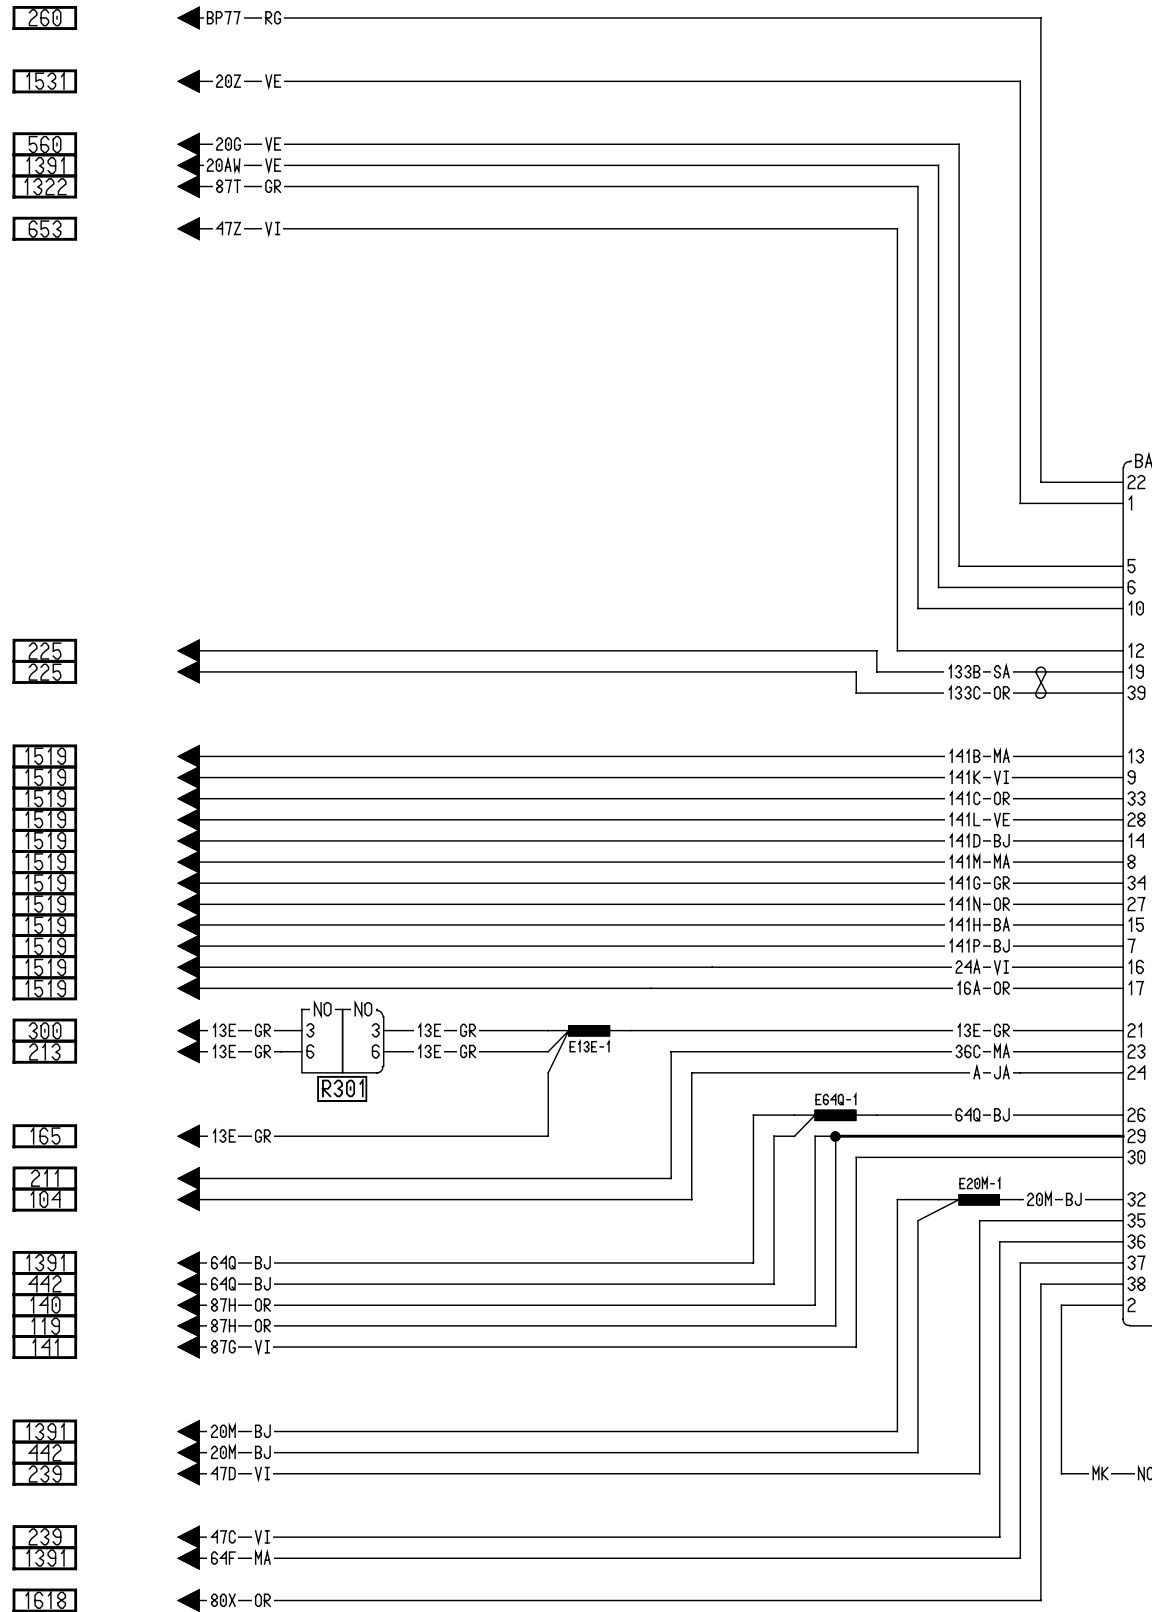 260 BP77 RG
1531 20Z VE
560 20G VE
1391 20AW VE
1322 87T GR
653 47Z VI
BA
22
1
5
6
10
225 12
225 133B-SA 19
133C-OR 39
1519 141B-MA 13
1519 141K-VI 9
1519 141C-OR 33
1519 141L-VE 28
1519 141D-BJ 14
1519 141M-MA 8
1519 141G-GR 34
1519 141N-OR 27
1519 141H-BA 15
1519 141P-BJ 7
1519 24A-VI 16
1519 16A-OR 17
NO NO
300 13E-GR 3 3 13E-GR 13E-GR 21
213 13E-GR 6 6 13E-GR E13E-1 36C-MA 23
A-JA 24
R301
E64Q-1
64Q-BJ 26
165 13E-GR 29
30
211
E20M-1
104 20M-BJ 32
35
36
1391 64Q-BJ 37
442 64Q-BJ 38
140 87H-OR 2
119 87H-OR
141 87G-VI
1391 20M-BJ
442 20M-BJ
239 47D-VI
MK
239 47C-VI
1391 64F-MA
1618 80X-OR